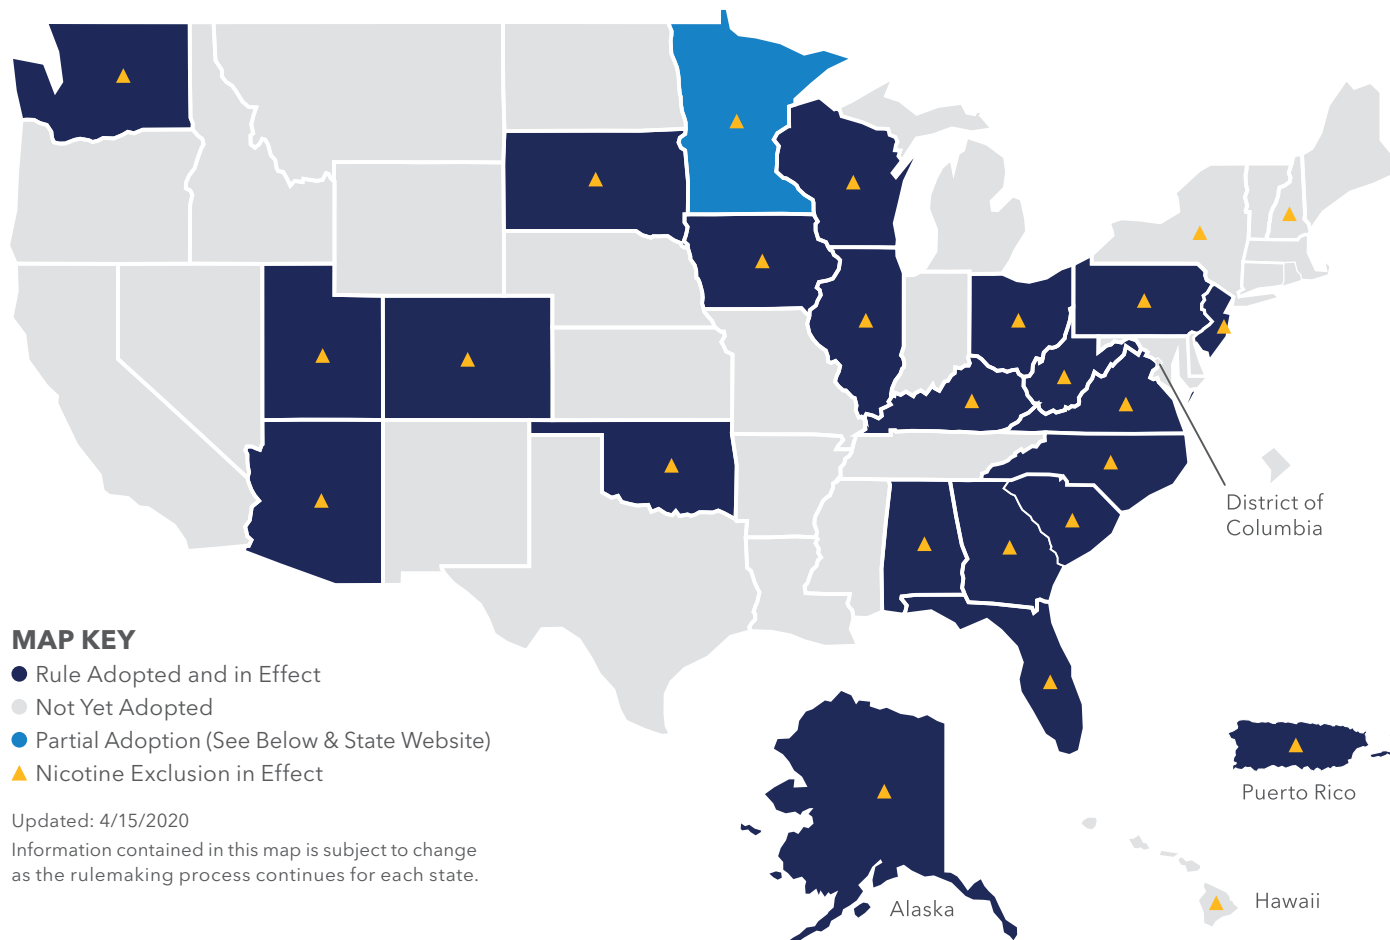 District of
Columbia
MAP KEY
Rule Adopted and in Effect
Not Yet Adopted
Partial Adoption (See Below & State Website)
Nicotine Exclusion in Effect
Updated: 4/15/2020
Information contained in this map is subject to change
as the rulemaking process continues for each state.
Puerto Rico
Alaska
Hawaii